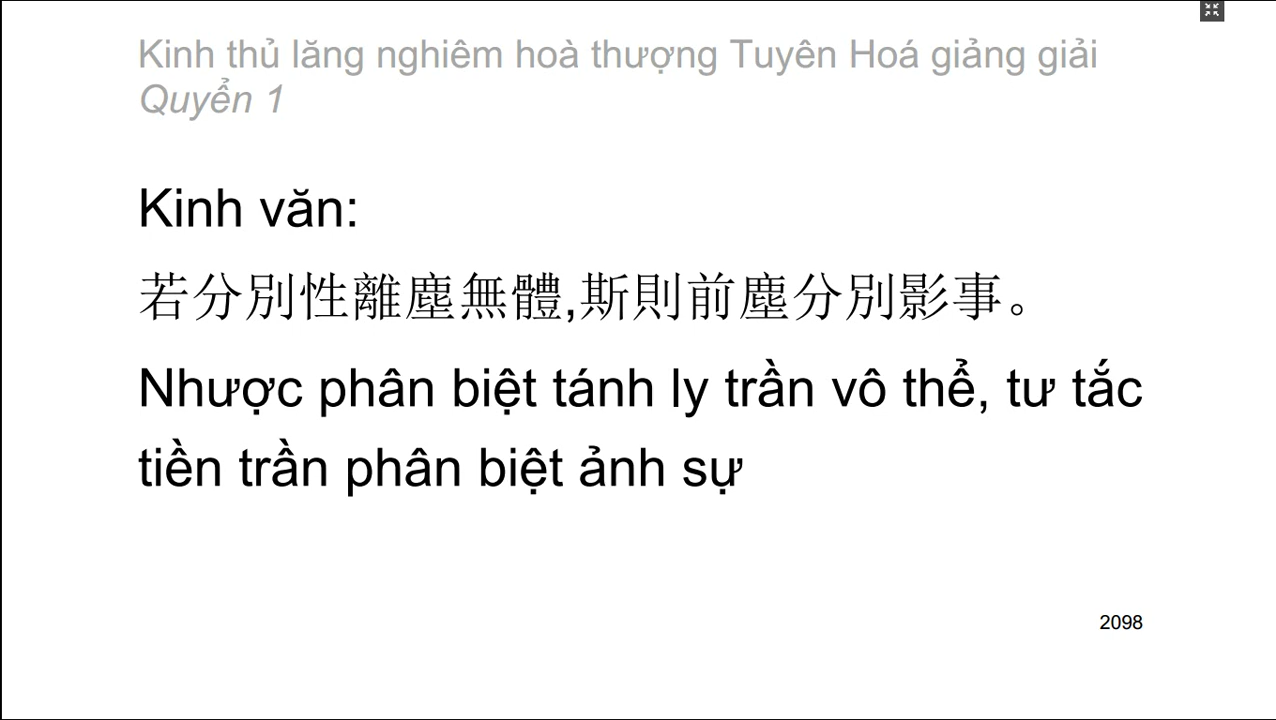 Kinh thủ lăng nghiêm hoà thượng Tuyên Hoá giảng giải
Quyển 1
Kinh văn:
若分別性離塵無體,斯則前塵分別影事。
Nhược phân biệt tánh ly trần vô thể, tư tắc
tiền trần phân biệt ảnh sự
2098